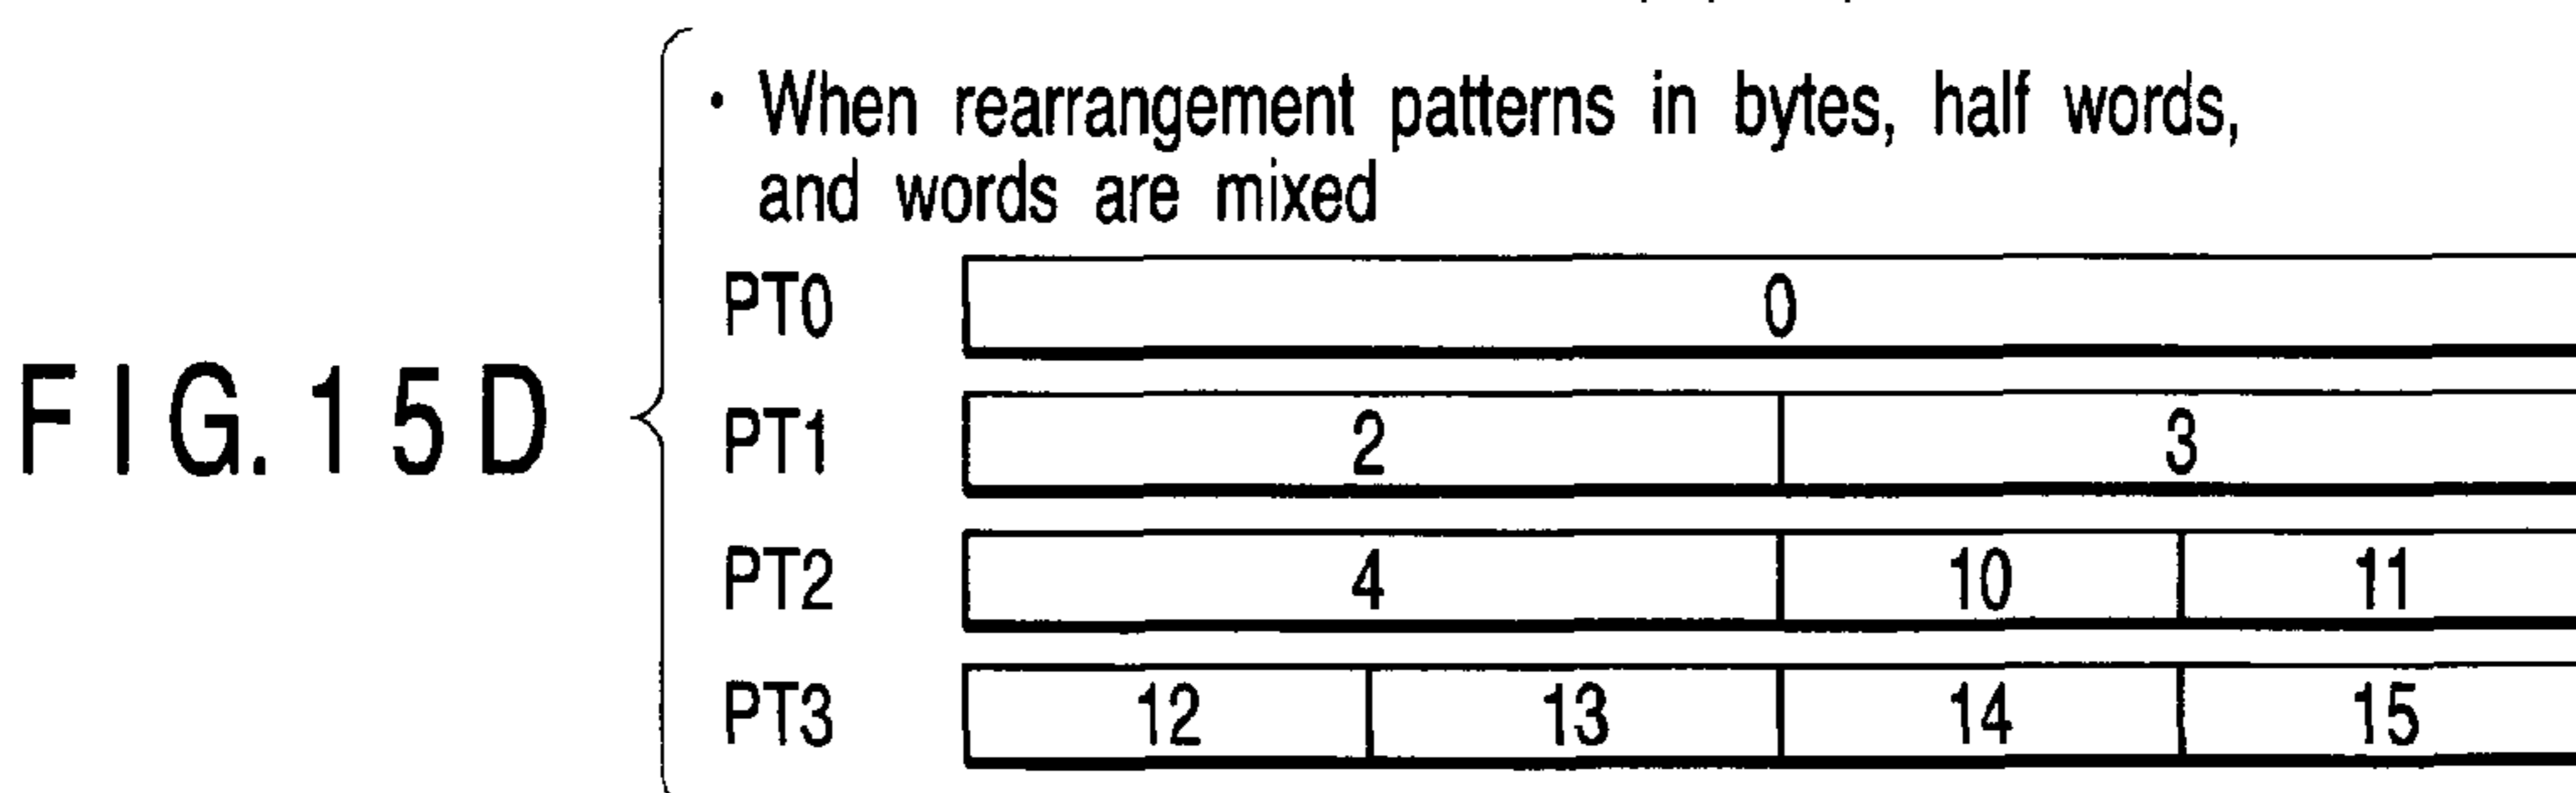 FIG. 15D
· When rearrangement patterns in bytes, half words,
and words are mixed
PT0 0
PT1 2 3
PT2 4 10 11
PT3 12 13 14 15